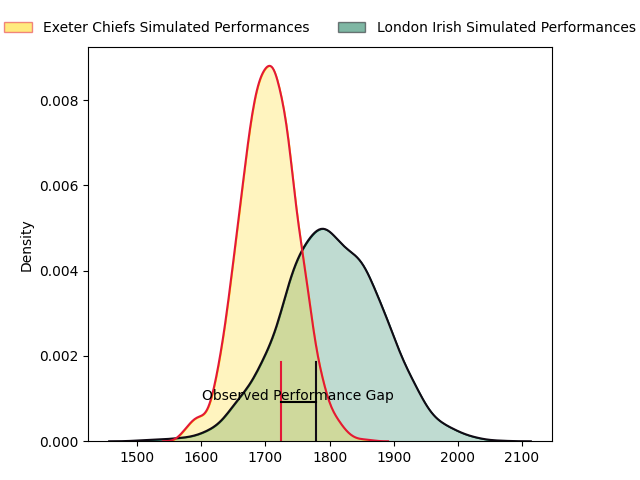 Exeter Chiefs Simulated Performances London Irish Simulated Performances
Density
0.008
0.006
0.004
0.002
0.000
Observed Performance Gap
1500 1600 1700 1800 1900 2000 2100